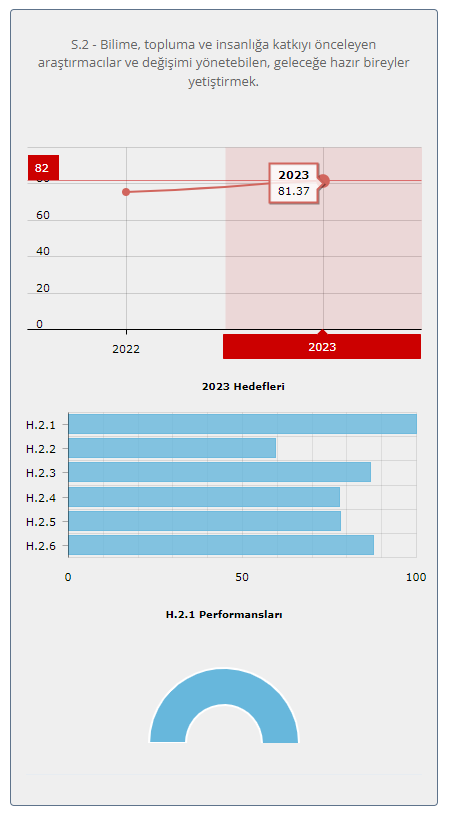 S.2 - Bilime, topluma ve insanlığa katkıyı önceleyen
araştırmacılar ve değişimi yönetebilen, geleceğe hazır bireyler
yetiştirmek.
82
2023
81.37
60
40
20
0
2022
2023
2023 Hedefleri
H.2.1
H.2.2
H.2.3
H.2.4
H.2.5
H.2.6
0
50
100
H.2.1 Performansları